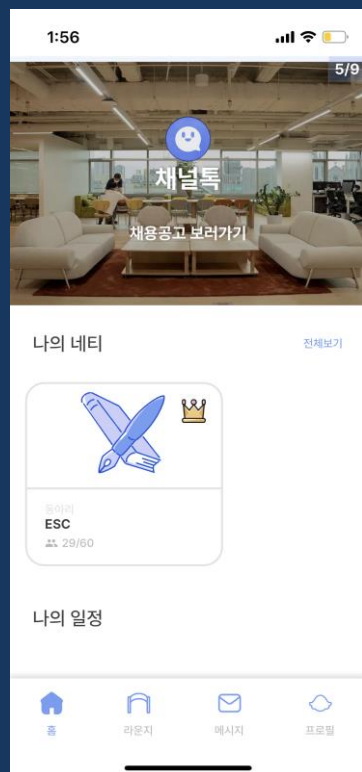 1:56
5/9
채널톡
채용공고 보러가기
나의 네티
전체보기
동아리
ESC
29/60
나의 일정
홈
라운지
메시지
프로필